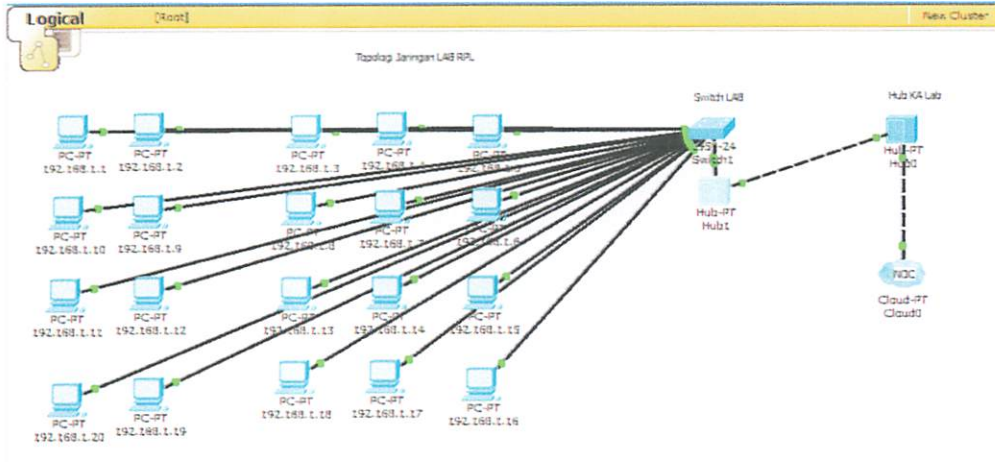 Logical
[Root]
New Cluster
Topologi Jaringan LAB RPL
Switch LAB
Hub KA Lab
PC-PT
192.168.1.1
PC-PT
192.168.1.2
PC-PT
192.168.1.3
PC-PT
PC-PT
Switch1
Hub-PT
Hub0
Hub-PT
Hub1
PC-PT
192.168.1.10
PC-PT
192.168.1.9
PC-PT
192.168.1.8
PC-PT
192.168.1.7
PC-PT
192.168.1.6
NOC
Cloud-PT
Cloud0
PC-PT
192.168.1.11
PC-PT
192.168.1.12
PC-PT
192.168.1.13
PC-PT
192.168.1.14
PC-PT
192.168.1.15
PC-PT
192.168.1.20
PC-PT
192.168.1.19
PC-PT
192.168.1.18
PC-PT
192.168.1.17
PC-PT
192.168.1.16